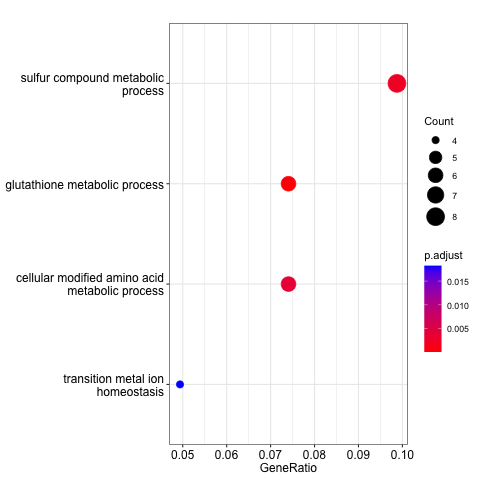 sulfur compound metabolic
process
glutathione metabolic process
cellular modified amino acid
metabolic process
transition metal ion
homeostasis
0.05 0.06 0.07 0.08 0.09 0.10
GeneRatio
Count
4
5
6
7
8
p.adjust
0.015
0.010
0.005